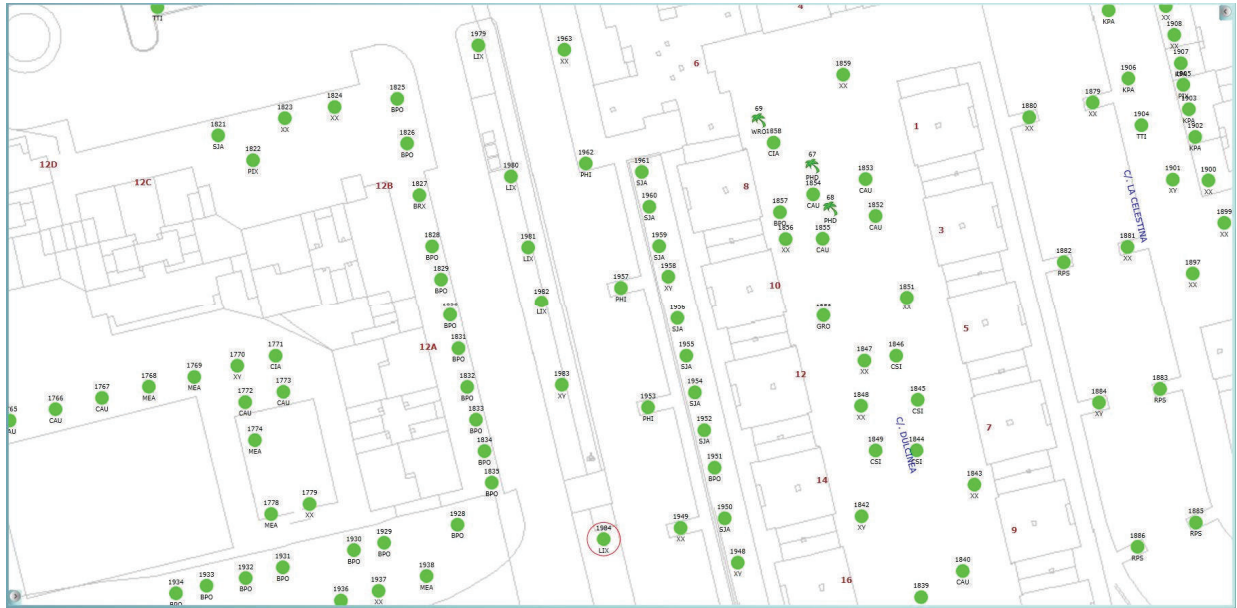 TTI
4
6
1979
LIX
1963
XX
1859
XX
KPA
XX
1908
XX
1907
1906
KPA
1905
PIX
1903
KPA
1904
TTI
1902
KPA
1879
XX
1880
XX
1901
XY
1900
XX
1899
XX
1825
BPO
1824
XX
1823
XX
1821
SJA
1822
PIX
1826
BPO
1827
BRX
12D
12C
12B
1980
LIX
1962
PHI
1961
SJA
1960
SJA
69
WRO
1858
CIA
67
PHD
1854
CAU
1853
CAU
68
PHD
1852
CAU
1857
BPO
1856
XX
1855
CAU
8
1
3
C/. LA CELESTINA
1828
BPO
1829
BPO
BPO
1981
LIX
1982
LIX
1959
SJA
1958
XY
1957
PHI
1956
SJA
10
1851
XX
GRO
5
1882
RPS
1881
XX
1897
XX
12A
1831
BPO
1832
BPO
1833
BPO
1834
BPO
1835
BPO
1771
CIA
1770
XY
1769
MEA
1768
MEA
1767
CAU
1766
CAU
1772
CAU
1773
CAU
1774
MEA
1778
MEA
1779
XX
1983
XY
1955
SJA
1954
SJA
1953
PHI
1952
SJA
1951
BPO
1950
SJA
1949
XX
1948
XY
12
14
16
1847
XX
1846
CSI
1845
CSI
1848
XX
1849
CSI
1844
CSI
C/. DULCINEA
1843
XX
1842
XY
1840
CAU
1839
7
9
1884
XY
1883
RPS
1885
RPS
1886
RPS
1984
LIX
1928
BPO
1929
BPO
1930
BPO
1931
BPO
1932
BPO
1933
BPO
1934
BPO
1938
MEA
1937
XX
1936